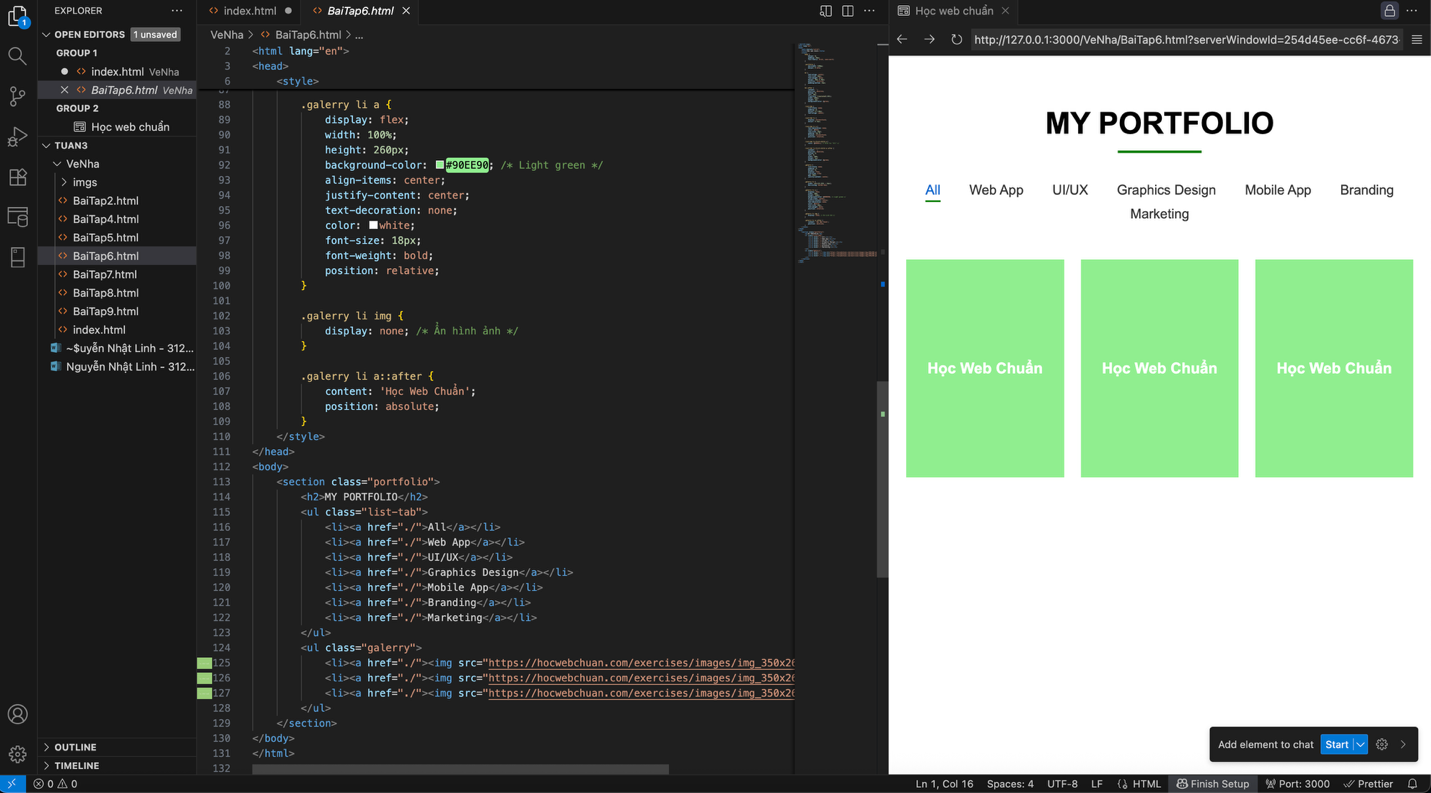 EXPLORER
index.html
BaiTap6.html
Học web chuẩn
OPEN EDITORS 1 unsaved
GROUP 1
index.html VeNha
BaiTap6.html VeNha
GROUP 2
Học web chuẩn
TUAN3
VeNha
imgs
BaiTap2.html
BaiTap4.html
BaiTap5.html
BaiTap6.html
BaiTap7.html
BaiTap8.html
BaiTap9.html
index.html
~$uyễn Nhật Linh - 312...
Nguyễn Nhật Linh - 312...
OUTLINE
TIMELINE
VeNha > BaiTap6.html > ...
2 <html lang="en">
3 <head>
6 <style>
87
88 .galerry li a {
89 display: flex;
90 width: 100%;
91 height: 260px;
92 background-color: #90EE90; /* Light green */
93 align-items: center;
94 justify-content: center;
95 text-decoration: none;
96 color: white;
97 font-size: 18px;
98 font-weight: bold;
99 position: relative;
100 }
101
102 .galerry li img {
103 display: none; /* Ẩn hình ảnh */
104 }
105
106 .galerry li a::after {
107 content: 'Học Web Chuẩn';
108 position: absolute;
109 }
110 </style>
111 </head>
112 <body>
113 <section class="portfolio">
114 <h2>MY PORTFOLIO</h2>
115 <ul class="list-tab">
116 <li><a href="./">All</a></li>
117 <li><a href="./">Web App</a></li>
118 <li><a href="./">UI/UX</a></li>
119 <li><a href="./">Graphics Design</a></li>
120 <li><a href="./">Mobile App</a></li>
121 <li><a href="./">Branding</a></li>
122 <li><a href="./">Marketing</a></li>
123 </ul>
124 <ul class="galerry">
125 <li><a href="./"><img src="https://hocwebchuan.com/exercises/images/img_350x26
126 <li><a href="./"><img src="https://hocwebchuan.com/exercises/images/img_350x26
127 <li><a href="./"><img src="https://hocwebchuan.com/exercises/images/img_350x26
128 </ul>
129 </section>
130 </body>
131 </html>
132
http://127.0.0.1:3000/VeNha/BaiTap6.html?serverWindowId=254d45ee-cc6f-4673-
MY PORTFOLIO
All Web App UI/UX Graphics Design Mobile App Branding
Marketing
Học Web Chuẩn Học Web Chuẩn Học Web Chuẩn
Add element to chat Start
1
0 0
Ln 1, Col 16 Spaces: 4 UTF-8 LF HTML Finish Setup Port: 3000 Prettier